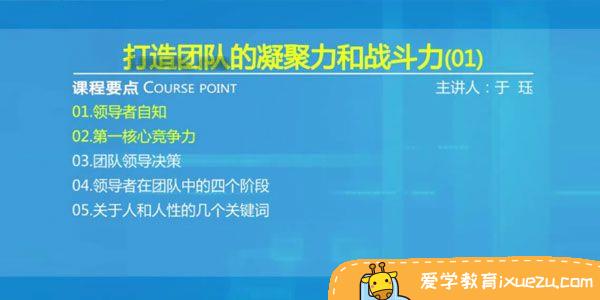 打造团队的凝聚力和战斗力(01)
课程要点 COURSE POINT 主讲人：于 珏
01.领导者自知
02.第一核心竞争力
03.团队领导决策
04.领导者在团队中的四个阶段
05.关于人和人性的几个关键词
爱学教育ixuezu.com